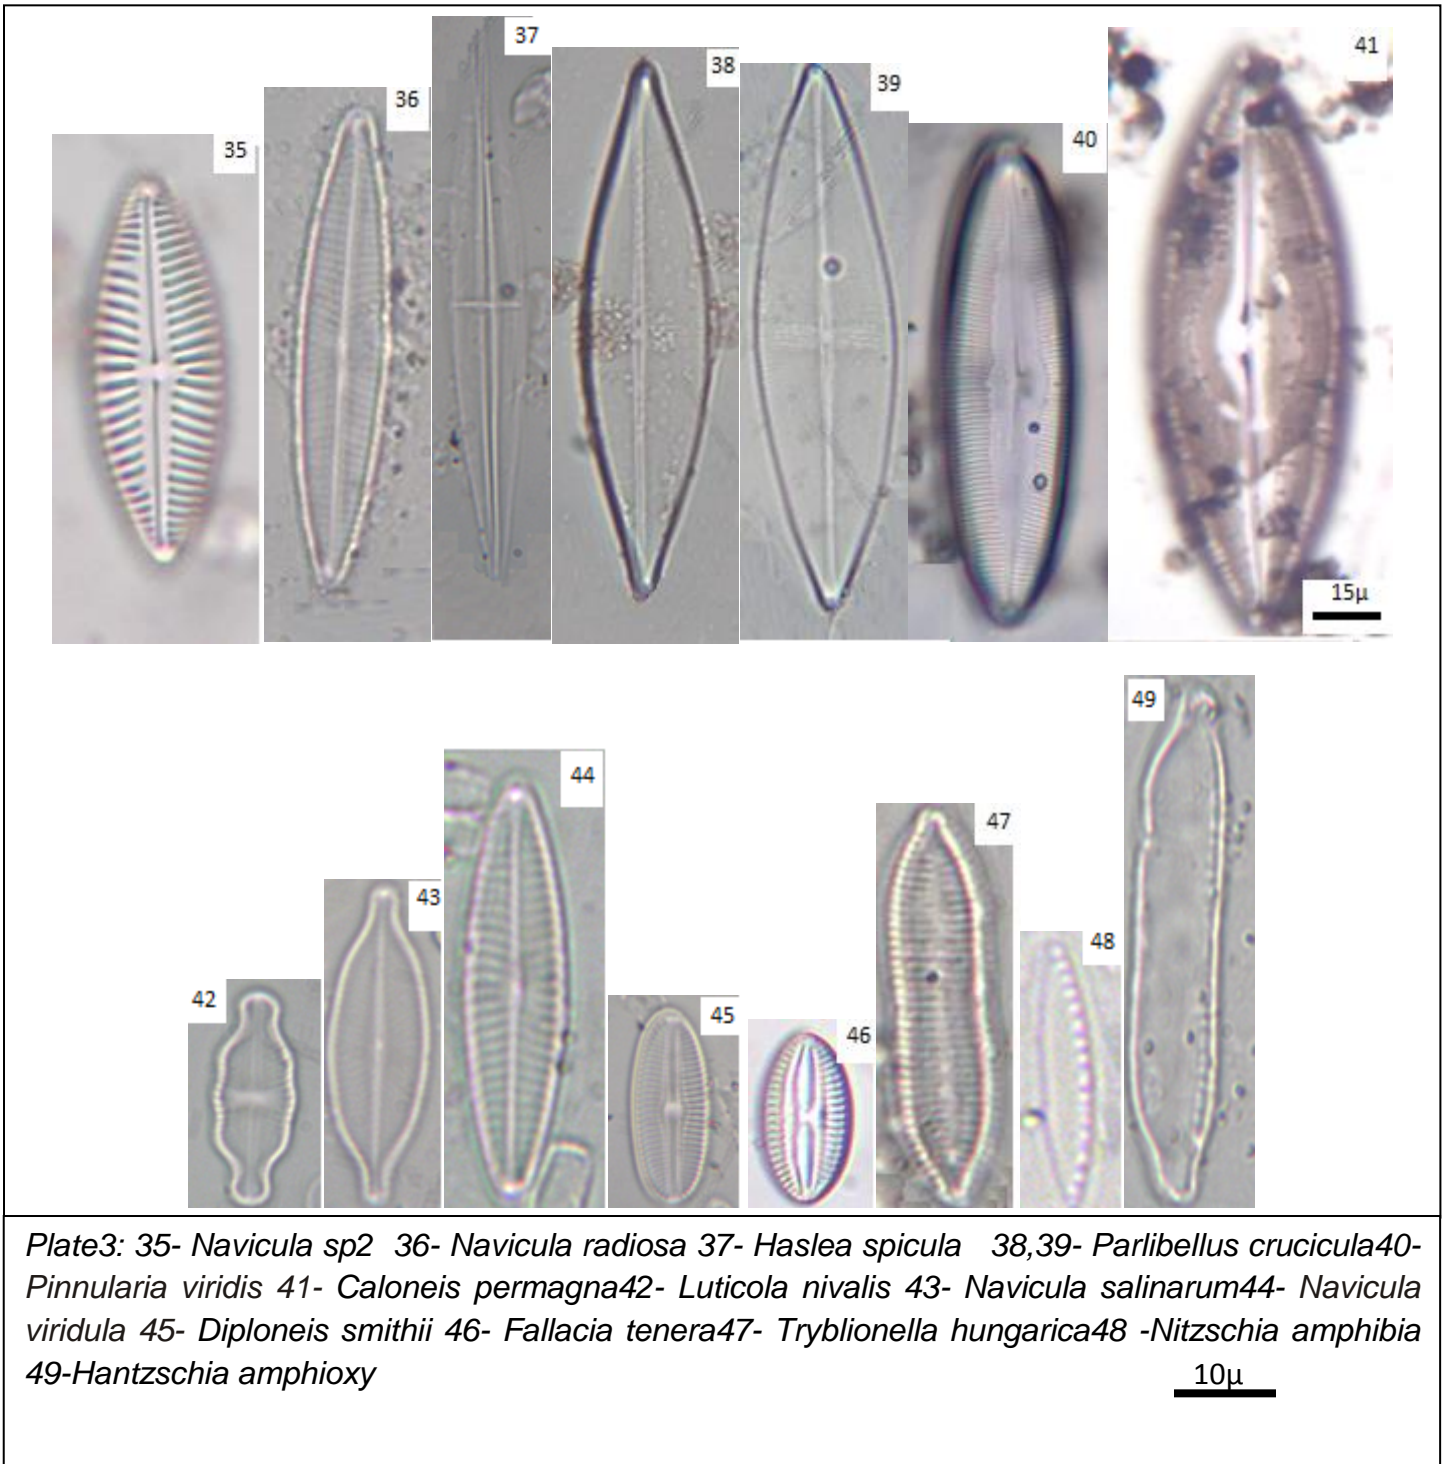 37
38
39
41
36
40
35
15µ
49
44
47
43
48
42
45
46
Plate3: 35- Navicula sp2 36- Navicula radiosa 37- Haslea spicula 38,39- Parlibellus crucicula40-
Pinnularia viridis 41- Caloneis permagna42- Luticola nivalis 43- Navicula salinarum44- Navicula
viridula 45- Diploneis smithii 46- Fallacia tenera47- Tryblionella hungarica48 -Nitzschia amphibia
49-Hantzschia amphioxy
10µ